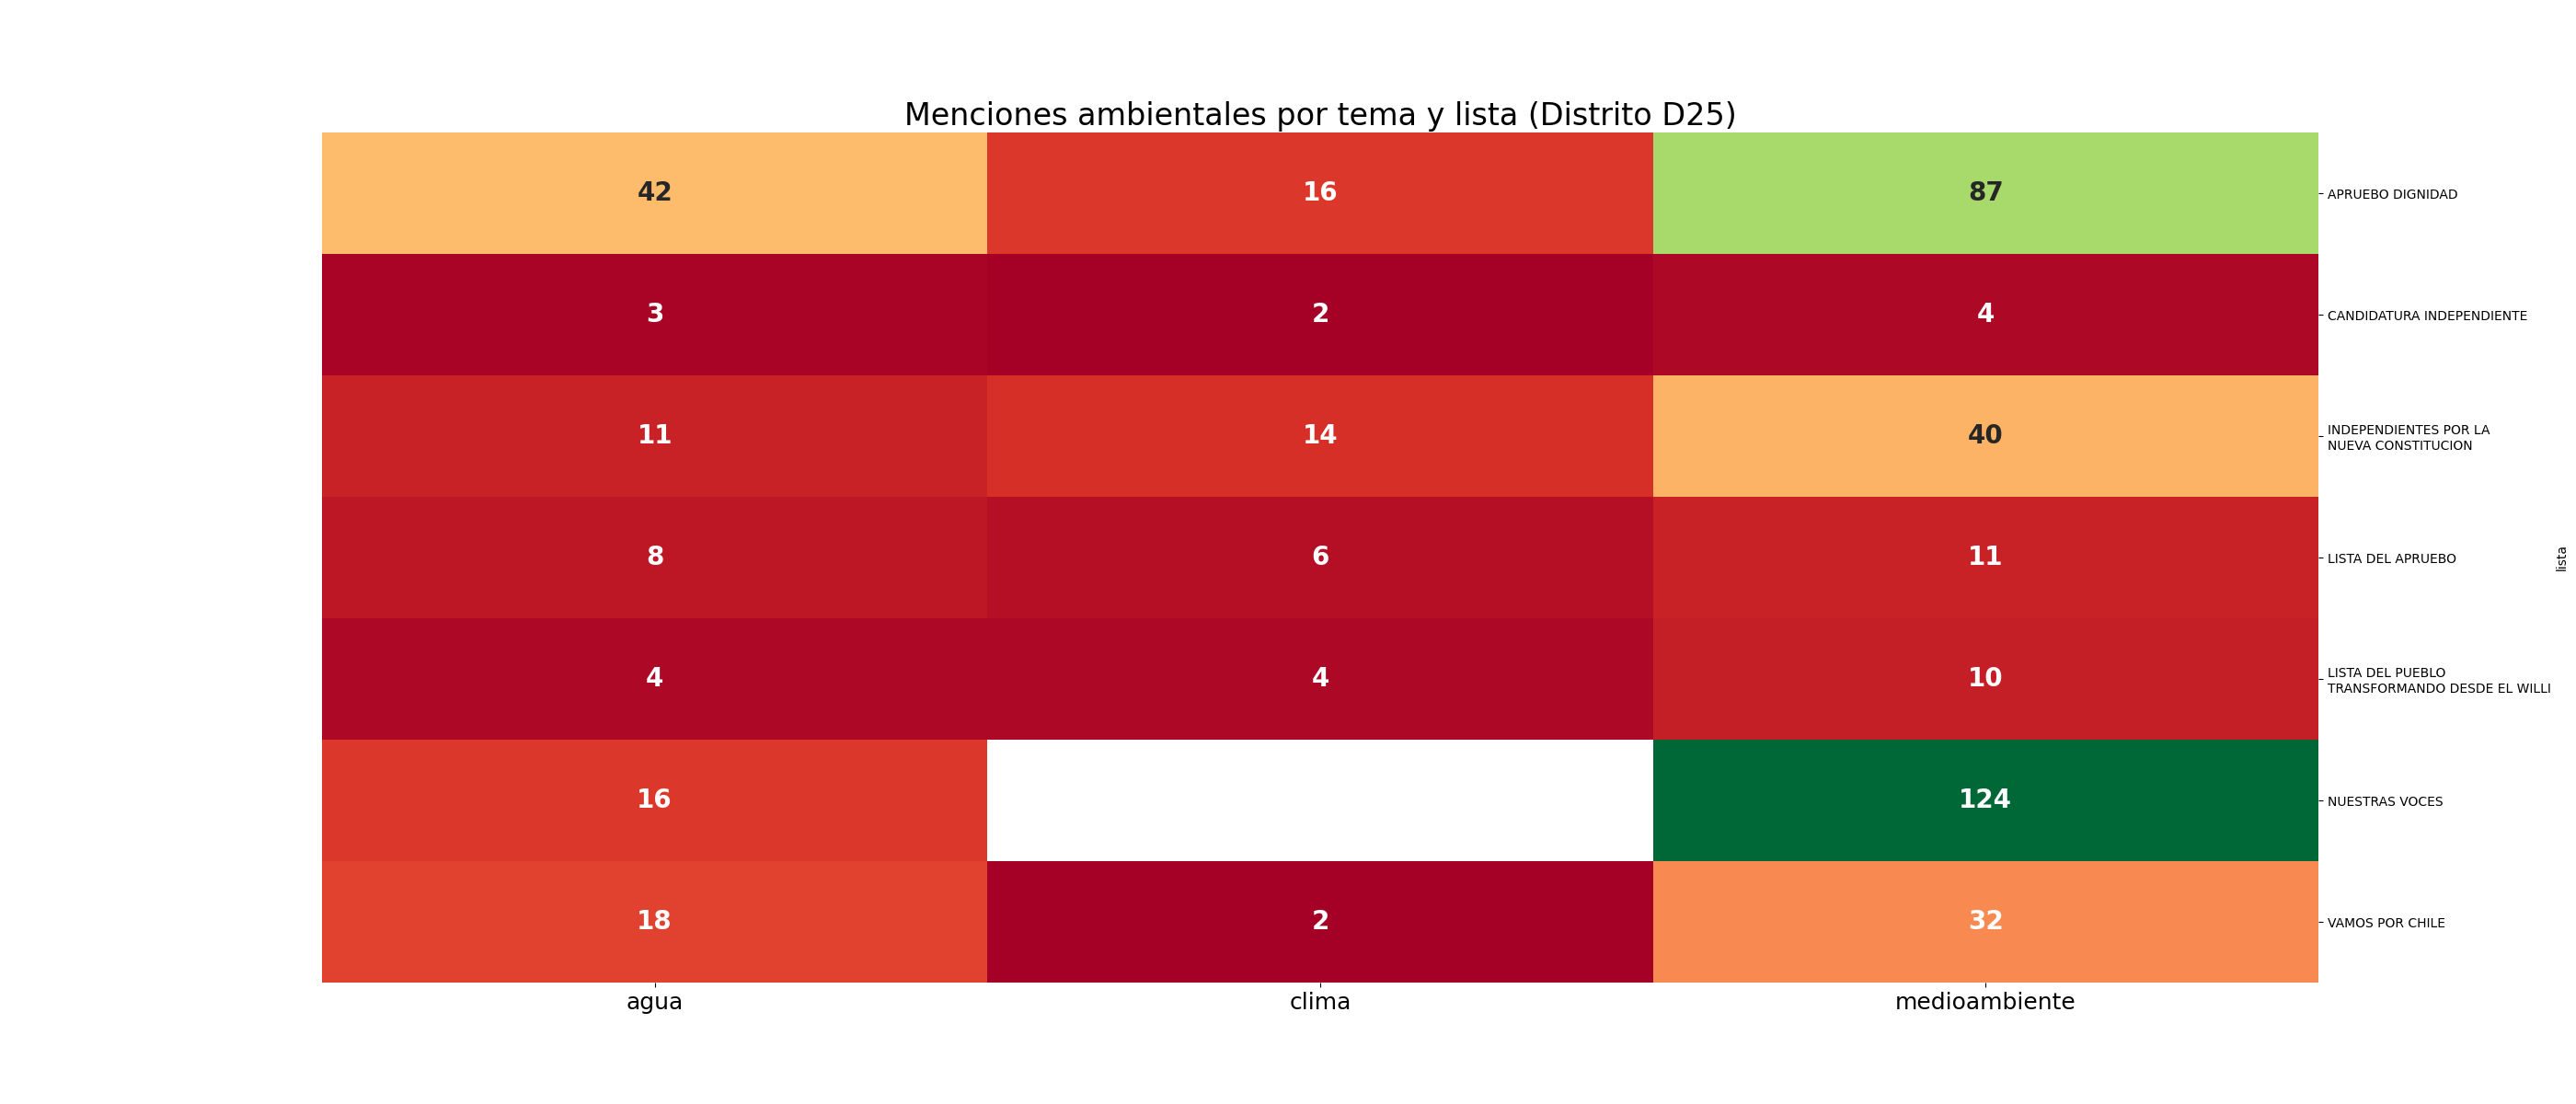 Menciones ambientales por tema y lista (Distrito D25)
42 16 87 APRUEBO DIGNIDAD
3 2 4 CANDIDATURA INDEPENDIENTE
11 14 40 INDEPENDIENTES POR LA
NUEVA CONSTITUCION
8 6 11 LISTA DEL APRUEBO
4 4 10 LISTA DEL PUEBLO
TRANSFORMANDO DESDE EL WILLI
16 124 NUESTRAS VOCES
18 2 32 VAMOS POR CHILE
agua clima medioambiente
lista